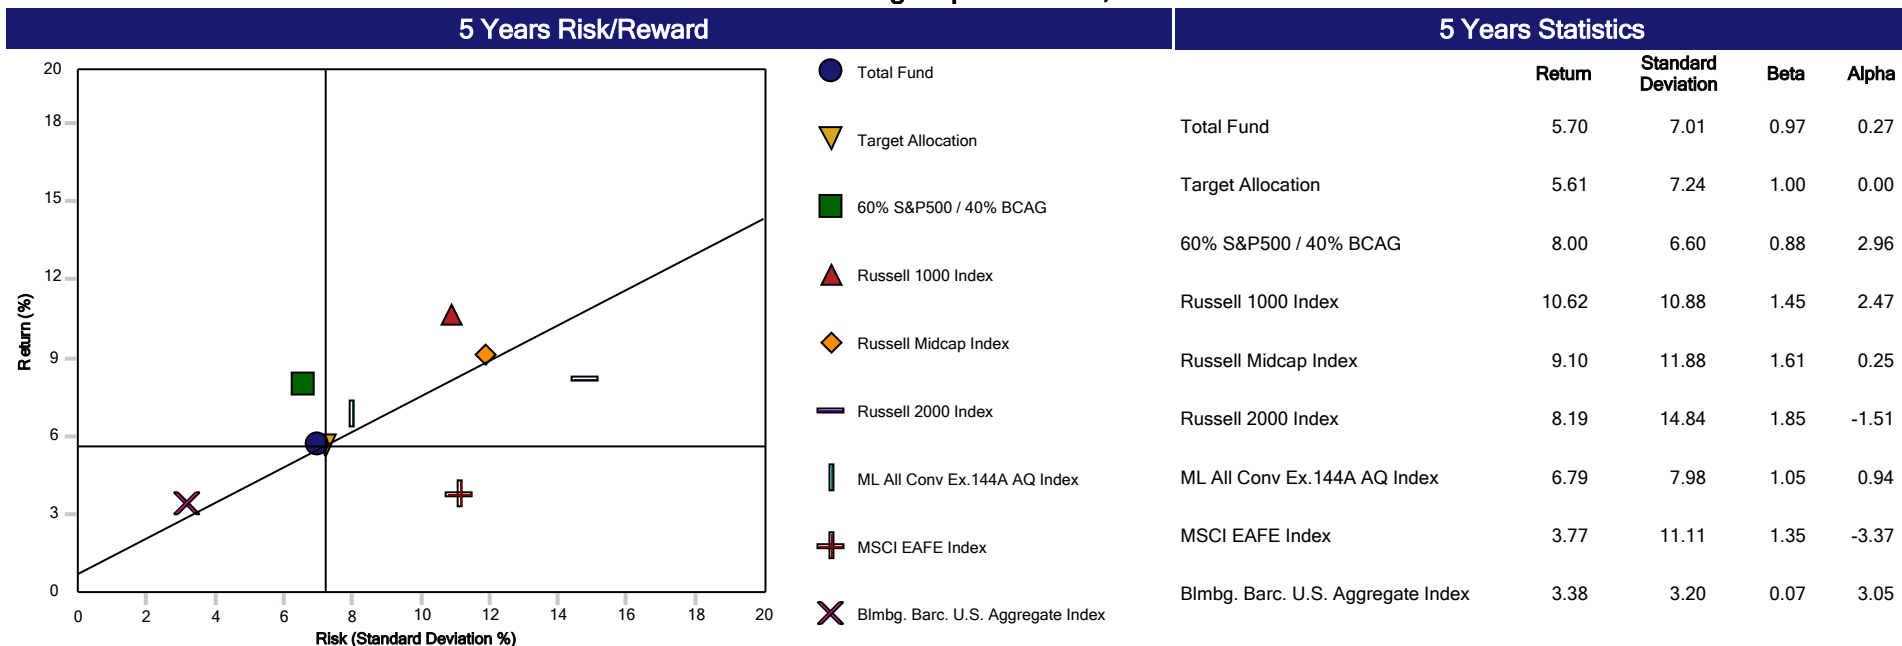 5 Years Risk/Reward
20
18
15
12
9
6
3
0
Return (%)
0 2 4 6 8 10 12 14 16 18 20
Risk (Standard Deviation %)
Total Fund
Target Allocation
60% S&P500 / 40% BCAG
Russell 1000 Index
Russell Midcap Index
Russell 2000 Index
ML All Conv Ex.144A AQ Index
MSCI EAFE Index
Blmbg. Barc. U.S. Aggregate Index
5 Years Statistics
Return Standard Deviation Beta Alpha
Total Fund 5.70 7.01 0.97 0.27
Target Allocation 5.61 7.24 1.00 0.00
60% S&P500 / 40% BCAG 8.00 6.60 0.88 2.96
Russell 1000 Index 10.62 10.88 1.45 2.47
Russell Midcap Index 9.10 11.88 1.61 0.25
Russell 2000 Index 8.19 14.84 1.85 -1.51
ML All Conv Ex.144A AQ Index 6.79 7.98 1.05 0.94
MSCI EAFE Index 3.77 11.11 1.35 -3.37
Blmbg. Barc. U.S. Aggregate Index 3.38 3.20 0.07 3.05